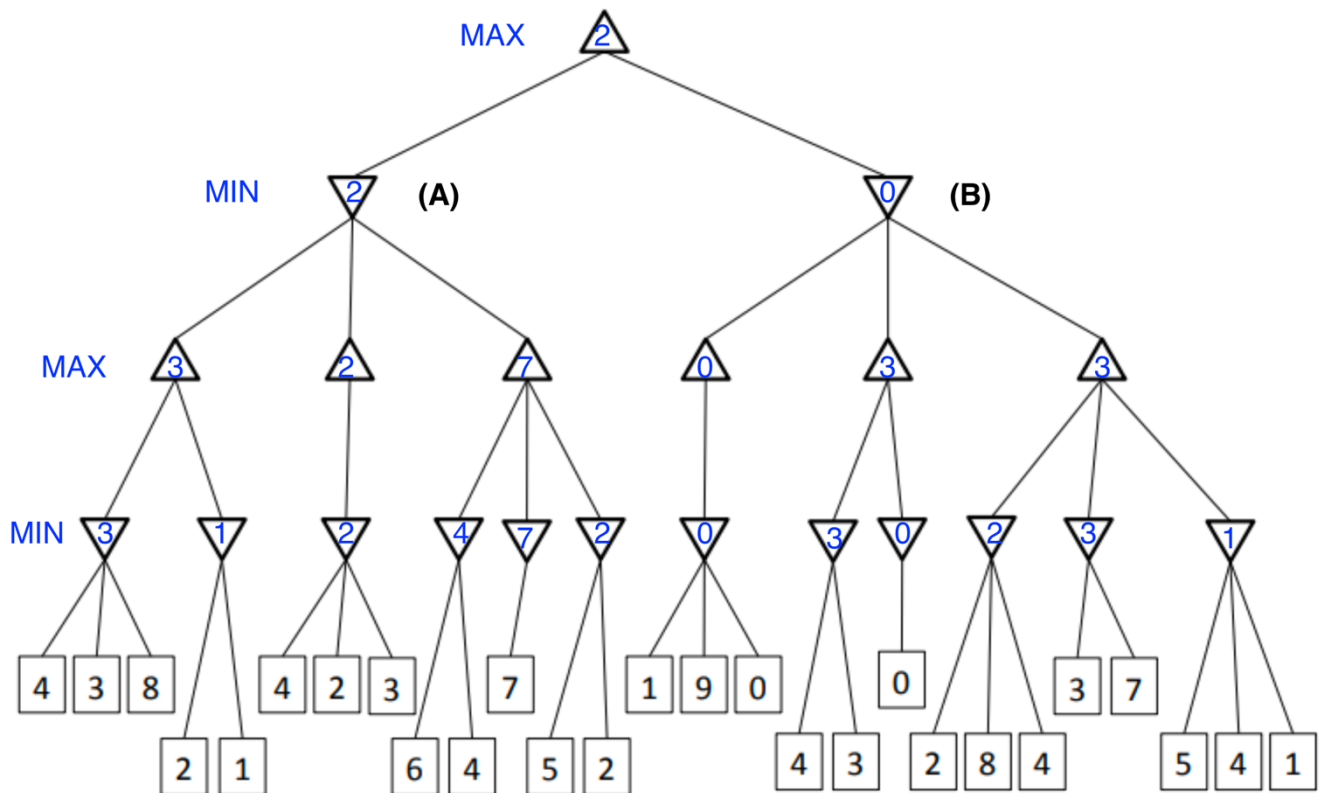 MAX 2
MIN 2 (A) 0 (B)
MAX 3 2 7 0 3 3
MIN 3 1 2 4 7 2 0 3 0 2 3 1
4 3 8 4 2 3 7 1 9 0 0 3 7
2 1 6 4 5 2 4 3 2 8 4 5 4 1